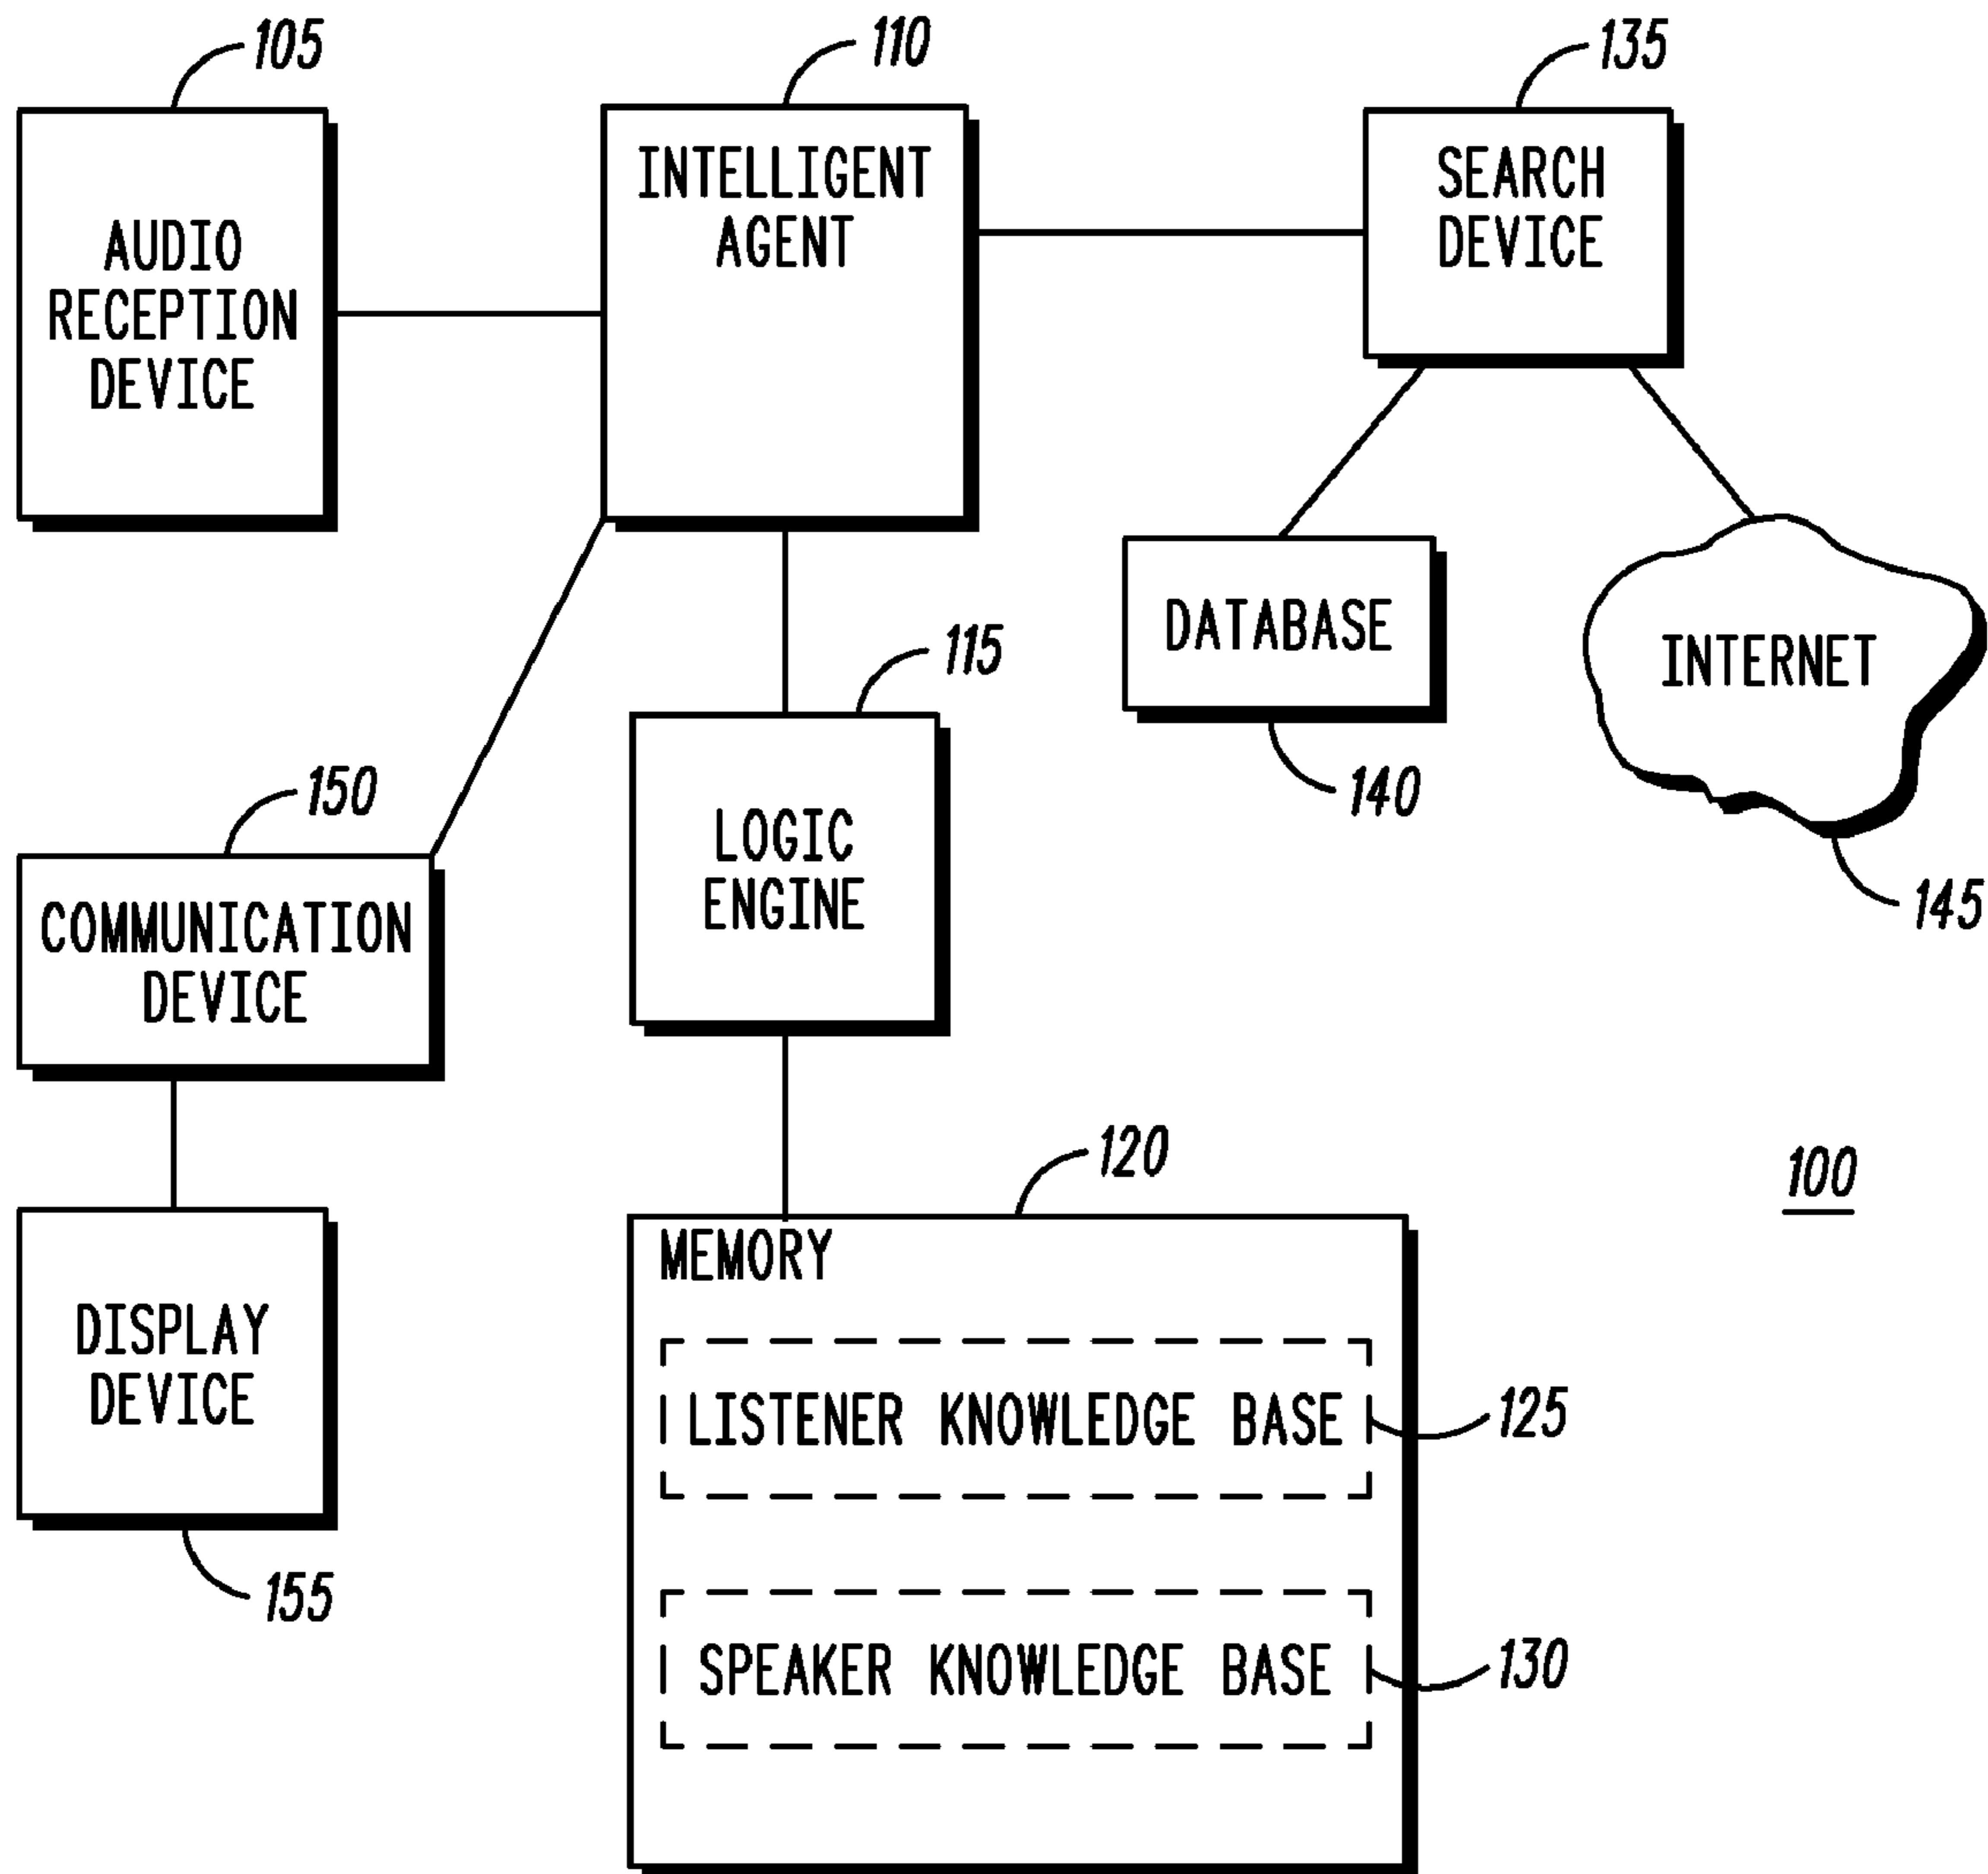 105
110
135
AUDIO
RECEPTION
DEVICE
INTELLIGENT
AGENT
SEARCH
DEVICE
DATABASE
140
INTERNET
145
115
LOGIC
ENGINE
150
COMMUNICATION
DEVICE
DISPLAY
DEVICE
155
120
MEMORY
LISTENER KNOWLEDGE BASE
125
SPEAKER KNOWLEDGE BASE
130
100